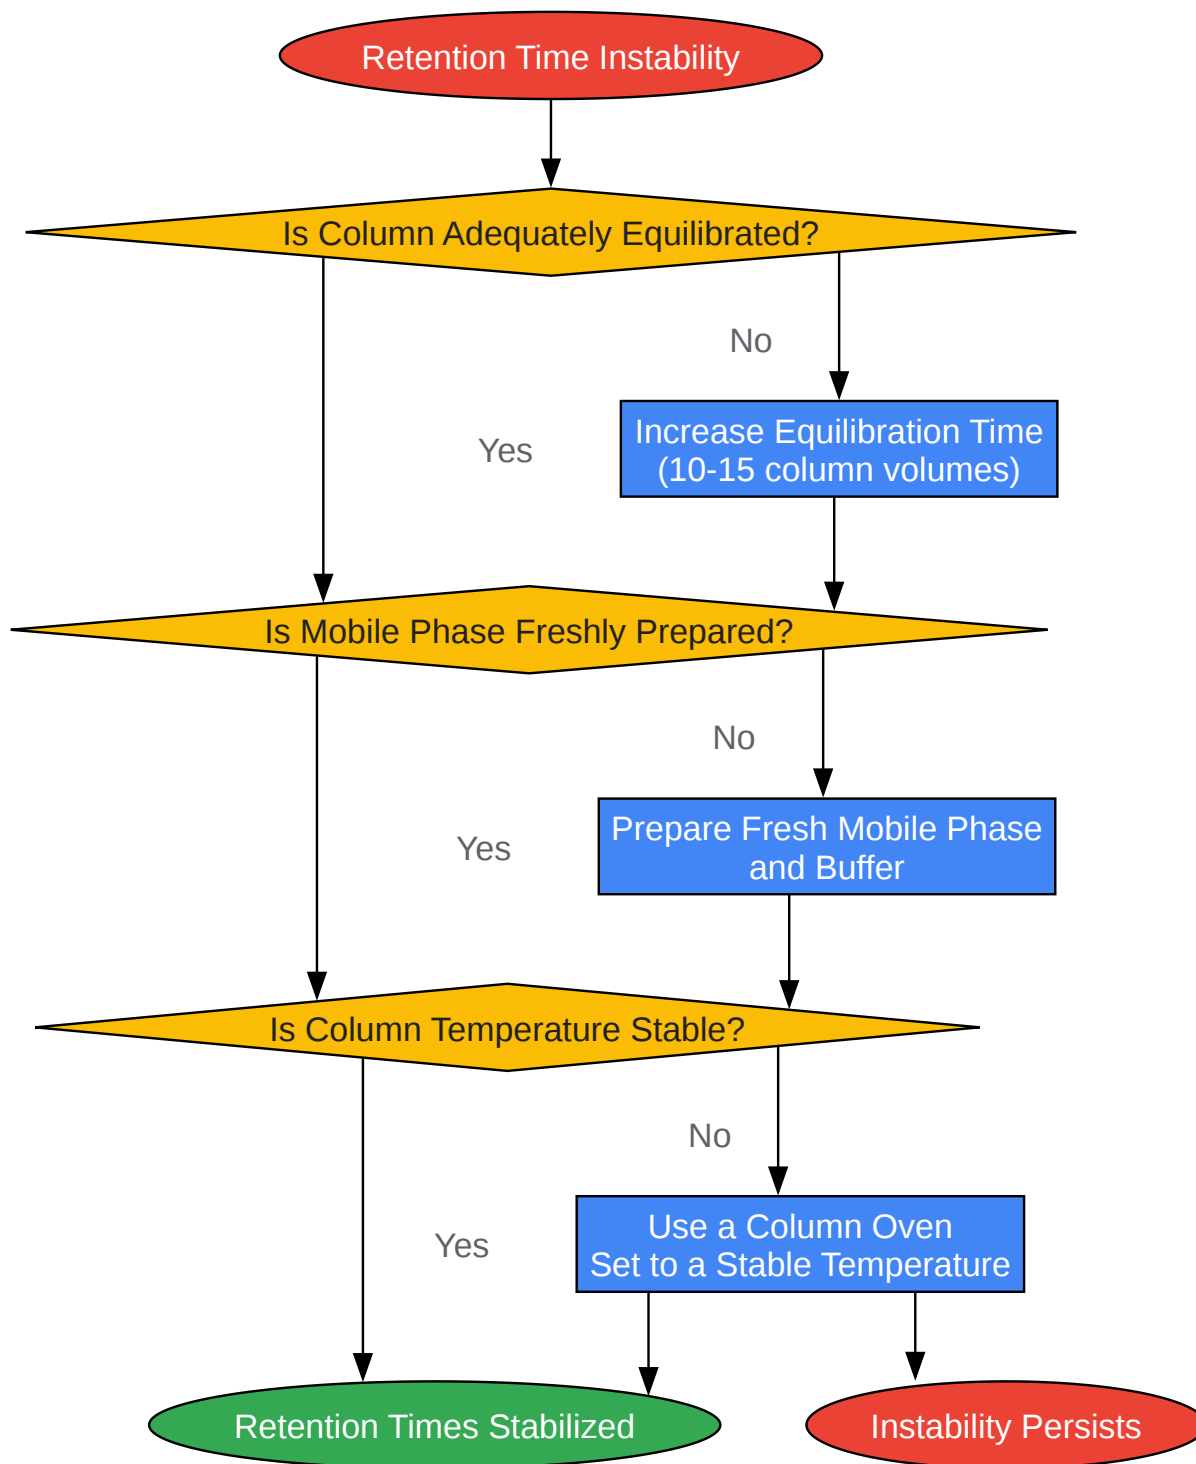 Retention Time Instability
Is Column Adequately Equilibrated?
No
Increase Equilibration Time
(10-15 column volumes)
Yes
Is Mobile Phase Freshly Prepared?
No
Prepare Fresh Mobile Phase
and Buffer
Yes
Is Column Temperature Stable?
No
Use a Column Oven
Set to a Stable Temperature
Yes
Retention Times Stabilized
Instability Persists